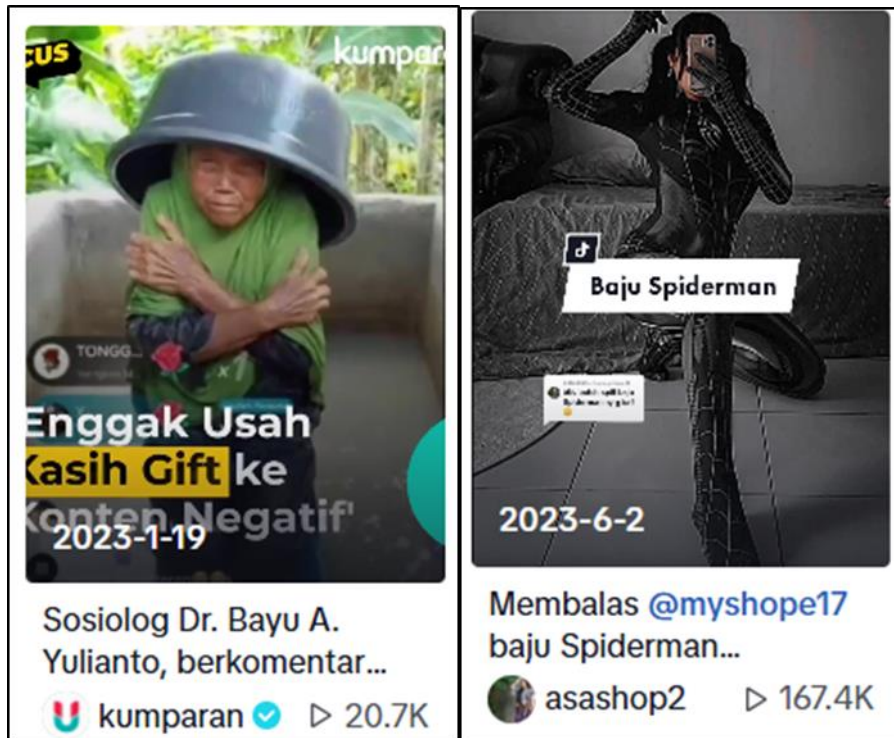 CUS
kumpar
TONGG...
x1
Enggak Usah
Kasih Gift ke
Konten Negatif'
2023-1-19
Sosiolog Dr. Bayu A.
Yulianto, berkomentar...
kumparan
20.7K
Baju Spiderman
2023-6-2
Membalas @myshope17
baju Spiderman...
asashop2
167.4K